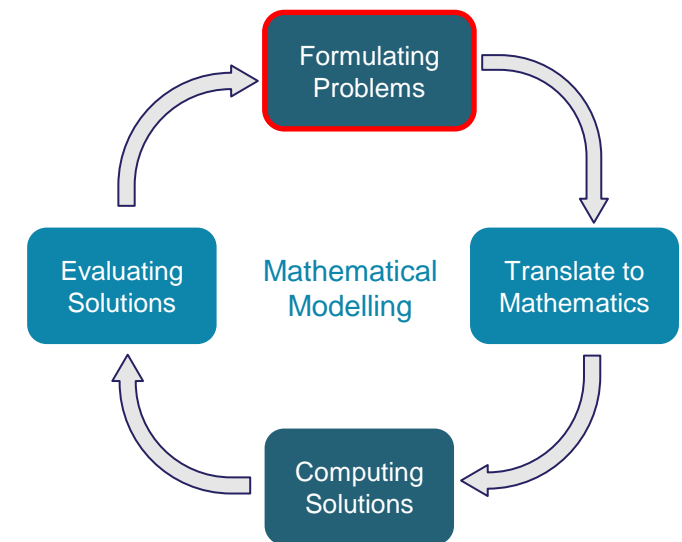 Formulating
Problems
Evaluating
Solutions
Mathematical
Modelling
Translate to
Mathematics
Computing
Solutions